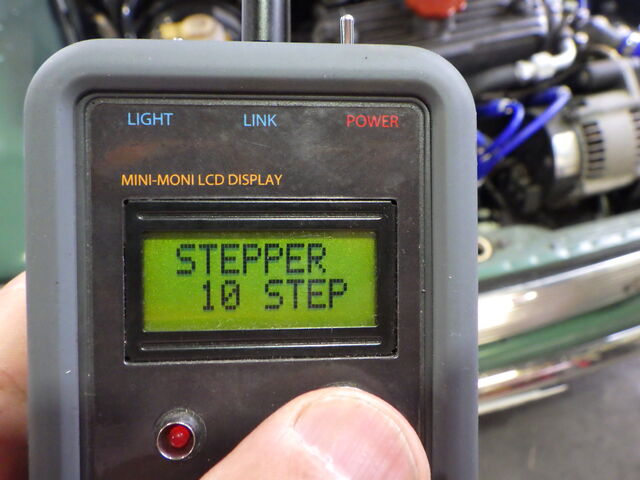 LIGHT LINK POWER
MINI-MONI LCD DISPLAY
STEPPER
10 STEP